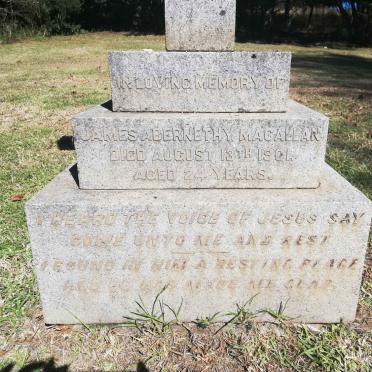 IN LOVING MEMORY OF
JAMES ABERNETHY MACALLAN
DIED AUGUST 13TH 1901.
AGED 24 YEARS.
I HEARD THE VOICE OF JESUS SAY
COME UNTO ME AND REST
I FOUND IN HIM A RESTING PLACE
AND HE HAS MADE ME GLAD.